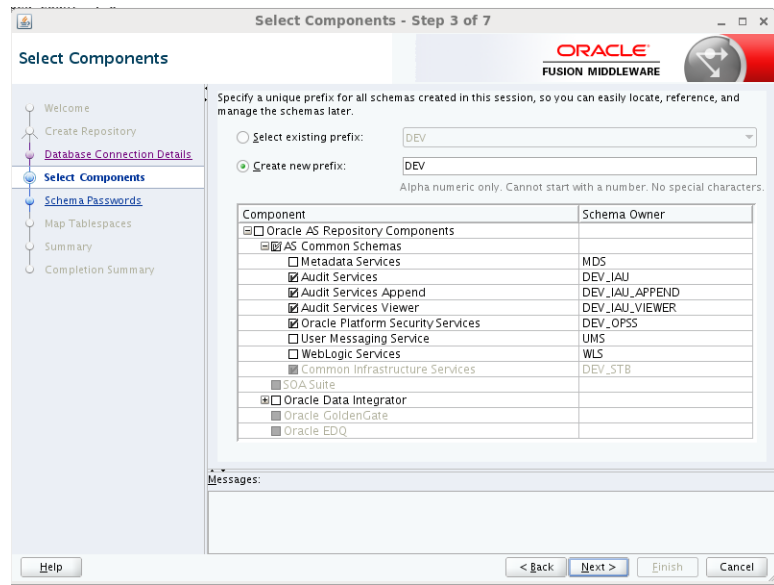 Select Components - Step 3 of 7
Select Components
ORACLE
FUSION MIDDLEWARE
Welcome
Create Repository
Database Connection Details
Select Components
Schema Passwords
Map Tablespaces
Summary
Completion Summary
Specify a unique prefix for all schemas created in this session, so you can easily locate, reference, and
manage the schemas later.
Select existing prefix: DEV
Create new prefix: DEV
Alpha numeric only. Cannot start with a number. No special characters.
Component Schema Owner
Oracle AS Repository Components
AS Common Schemas
Metadata Services MDS
Audit Services DEV_IAU
Audit Services Append DEV_IAU_APPEND
Audit Services Viewer DEV_IAU_VIEWER
Oracle Platform Security Services DEV_OPSS
User Messaging Service UMS
WebLogic Services WLS
Common Infrastructure Services DEV_STB
SOA Suite
Oracle Data Integrator
Oracle GoldenGate
Oracle EDQ
Messages:
Help < Back Next > Finish Cancel